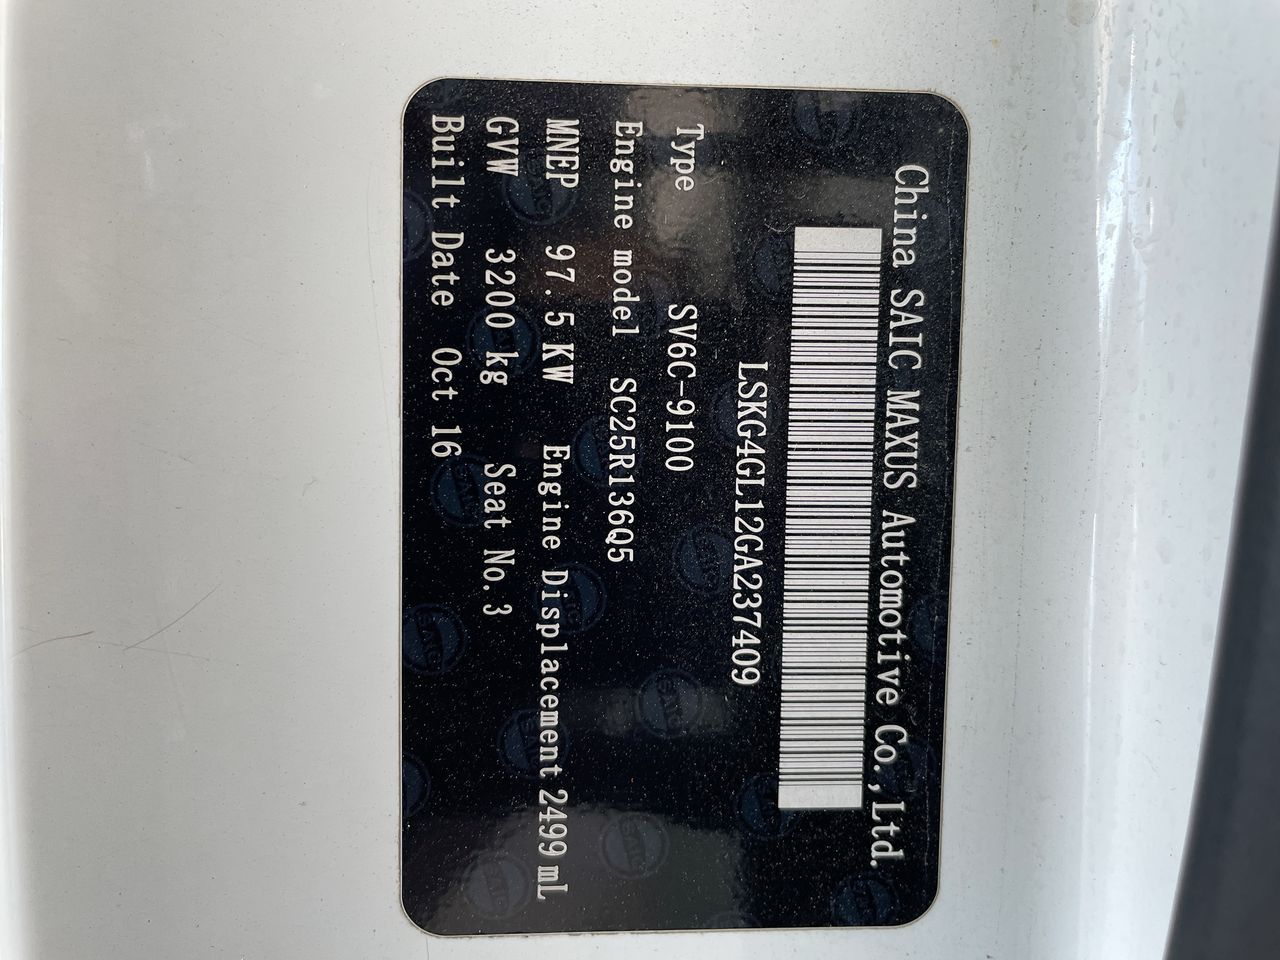 China SAIC MAXUS Automotive Co.,Ltd.
LSKG4GL12GA237409
Type SV6C-9100
Engine model SC25R136Q5
MNEP 97.5 KW Engine Displacement 2499 mL
GVW 3200 kg Seat No.3
Built Date Oct 16